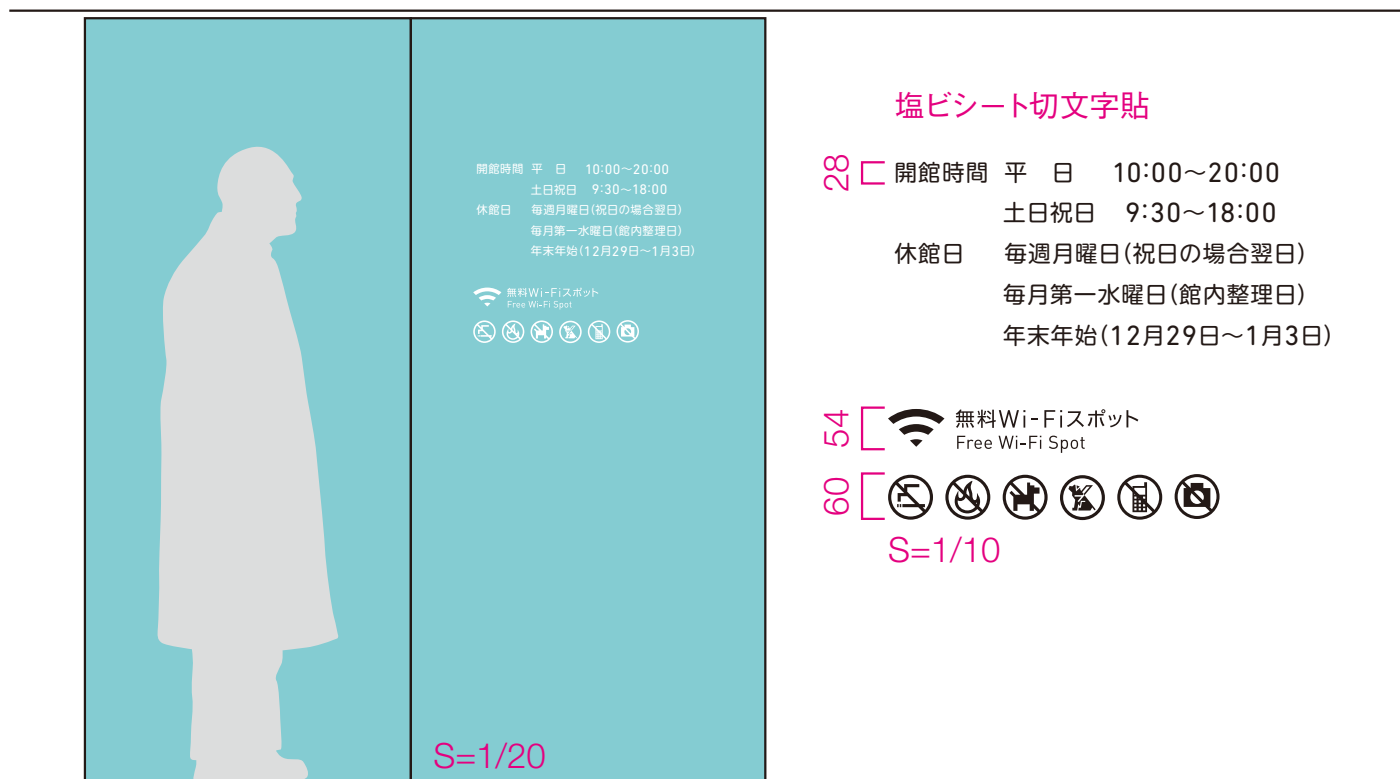 開館時間 平　日　10:00～20:00
土日祝日　9:30～18:00
休館日　毎週月曜日(祝日の場合翌日)
毎月第一水曜日(館内整理日)
年末年始(12月29日～1月3日)
無料Wi-Fiスポット
Free Wi-Fi Spot
S=1/20
塩ビシート切文字貼
28
開館時間 平　日　10:00～20:00
土日祝日　9:30～18:00
休館日　毎週月曜日(祝日の場合翌日)
毎月第一水曜日(館内整理日)
年末年始(12月29日～1月3日)
54
無料Wi-Fiスポット
Free Wi-Fi Spot
60
S=1/10